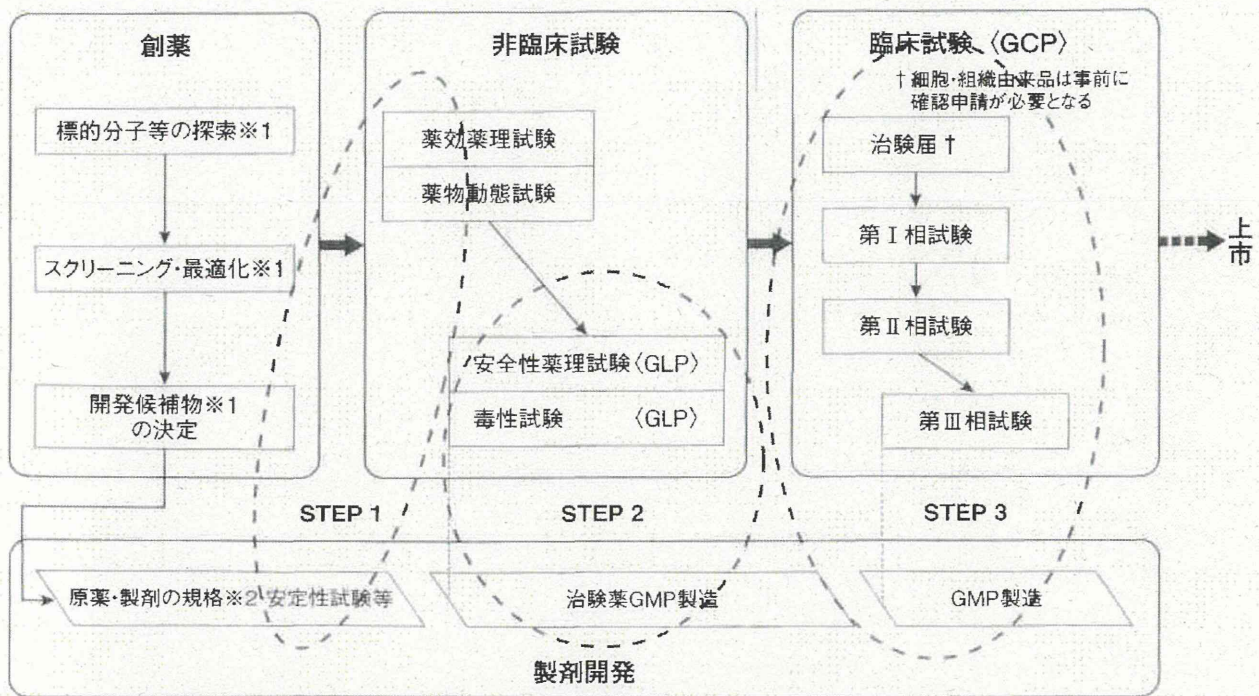 創薬
標的分子等の探索※1
スクリーニング・最適化※1
開発候補物※1
の決定
非臨床試験
薬効薬理試験
薬物動態試験
安全性薬理試験〈GLP〉
毒性試験　〈GLP〉
臨床試験〈GCP〉
† 細胞・組織由来品は事前に
確認申請が必要となる
治験届†
第Ⅰ相試験
第Ⅱ相試験
第Ⅲ相試験
上市
STEP 1
STEP 2
STEP 3
原薬・製剤の規格※2 安定性試験等
治験薬GMP製造
GMP製造
製剤開発